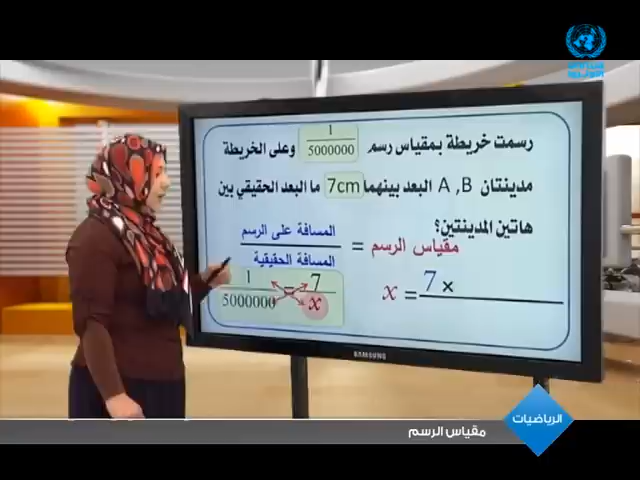 رسمت خريطة بمقياس رسم 1/5000000 وعلى الخريطة
مدينتان A ,B البعد بينهما 7cm ما البعد الحقيقي بين
هاتين المدينتين؟
مقياس الرسم = المسافة على الرسم / المسافة الحقيقية
1/5000000 = 7/x
x = 7 ×
SAMSUNG
الرياضيات
مقياس الرسم